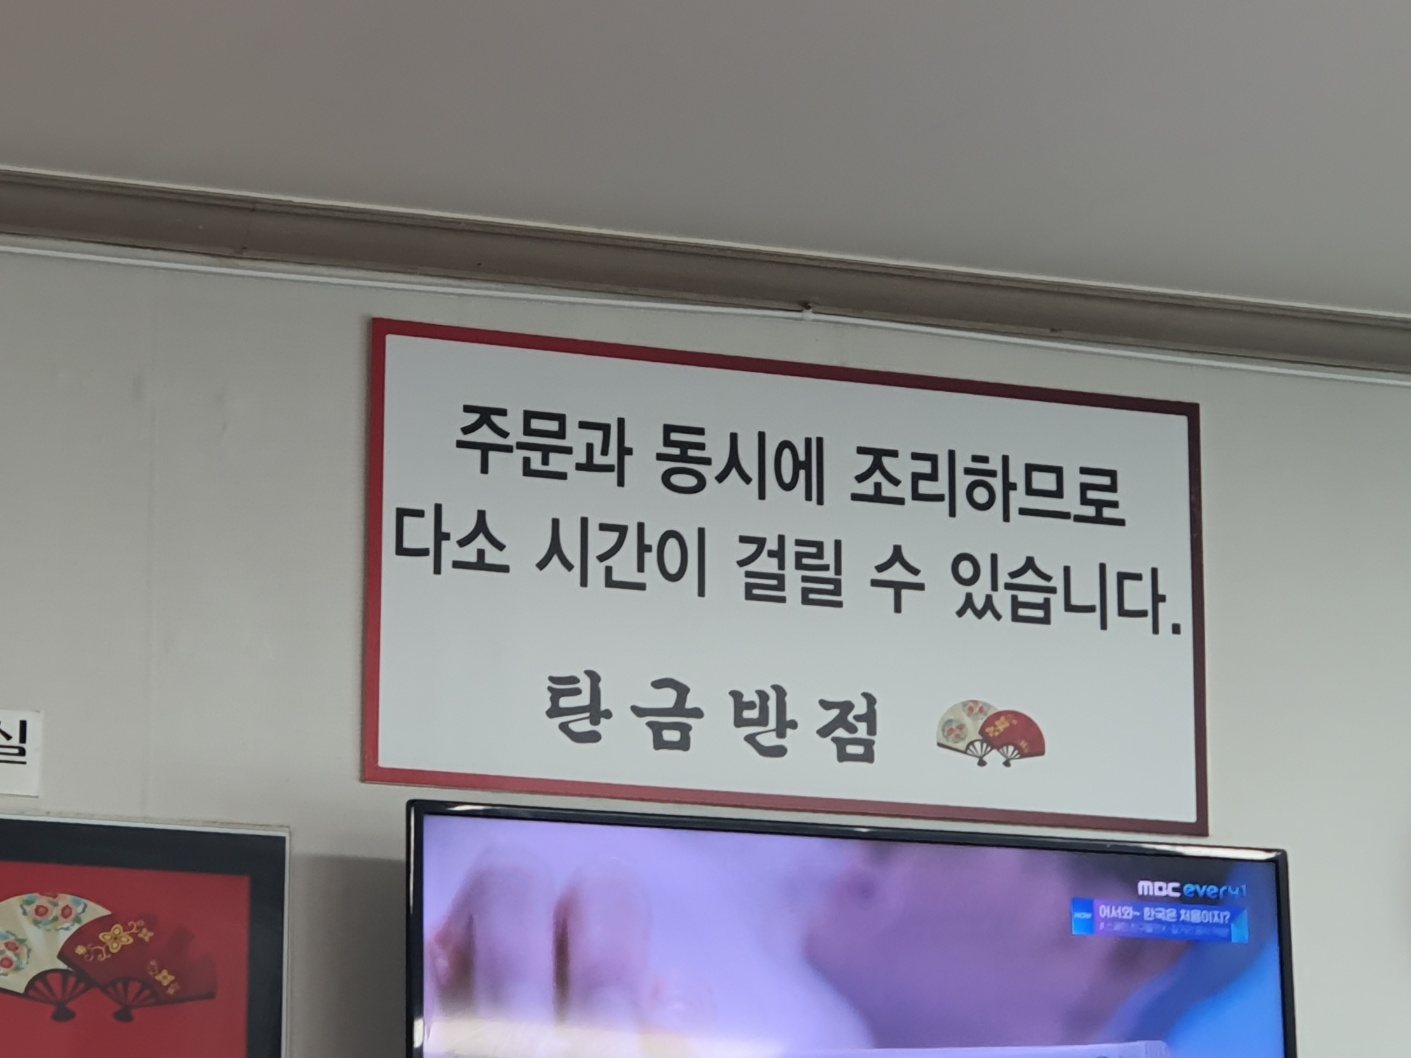 주문과 동시에 조리하므로
다소 시간이 걸릴 수 있습니다.
탄금반점
실
MBC every1
NOW 어서와~ 한국은 처음이지?